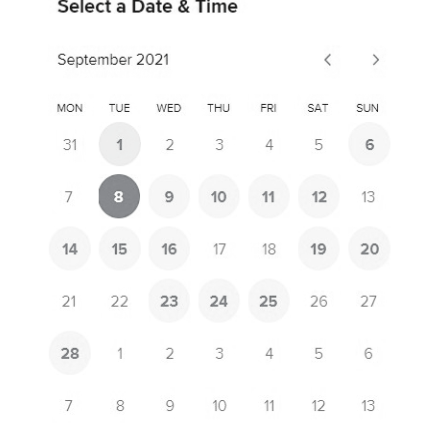 Select a Date & Time
September 2021
MON TUE WED THU FRI SAT SUN
31 1 2 3 4 5 6
7 8 9 10 11 12 13
14 15 16 17 18 19 20
21 22 23 24 25 26 27
28 1 2 3 4 5 6
7 8 9 10 11 12 13